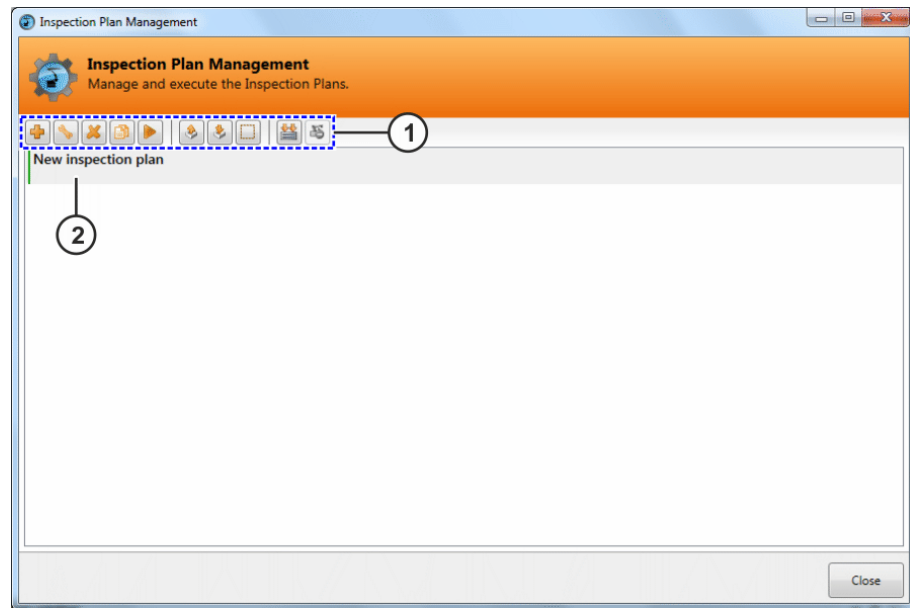 Inspection Plan Management
Inspection Plan Management
Manage and execute the Inspection Plans.
1
New inspection plan
2
Close